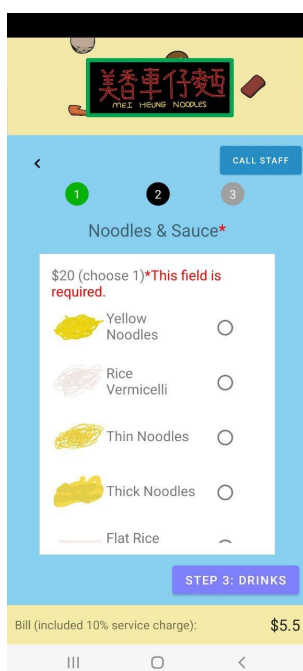 美香車仔麵
MEI HEUNG NOODLES
CALL STAFF
1 2 3
Noodles & Sauce*
$20 (choose 1)*This field is
required.
Yellow
Noodles
Rice
Vermicelli
Thin Noodles
Thick Noodles
Flat Rice
STEP 3: DRINKS
Bill (included 10% service charge): $5.5